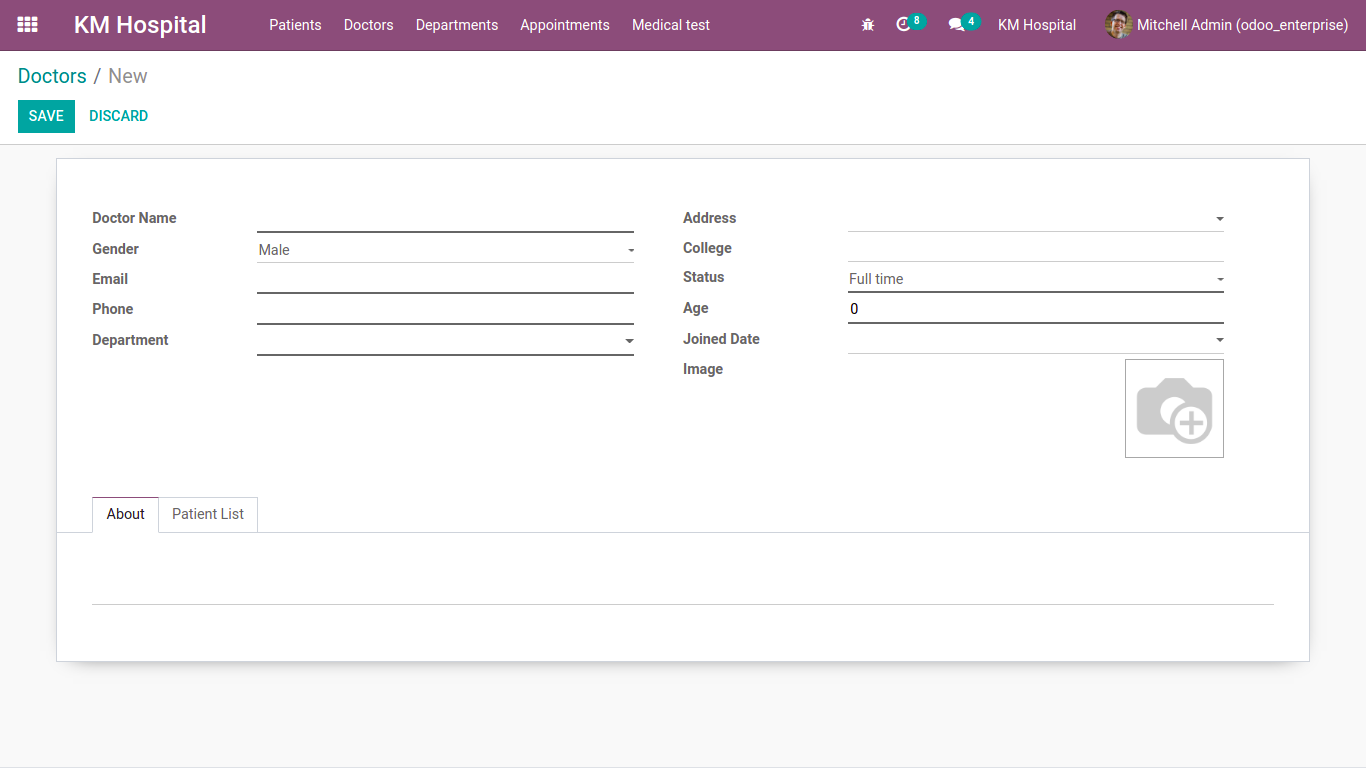 KM Hospital Patients Doctors Departments Appointments Medical test 8 4 KM Hospital Mitchell Admin (odoo_enterprise)
Doctors / New
SAVE DISCARD
Doctor Name
Gender Male
Email
Phone
Department
Address
College
Status Full time
Age 0
Joined Date
Image
About Patient List